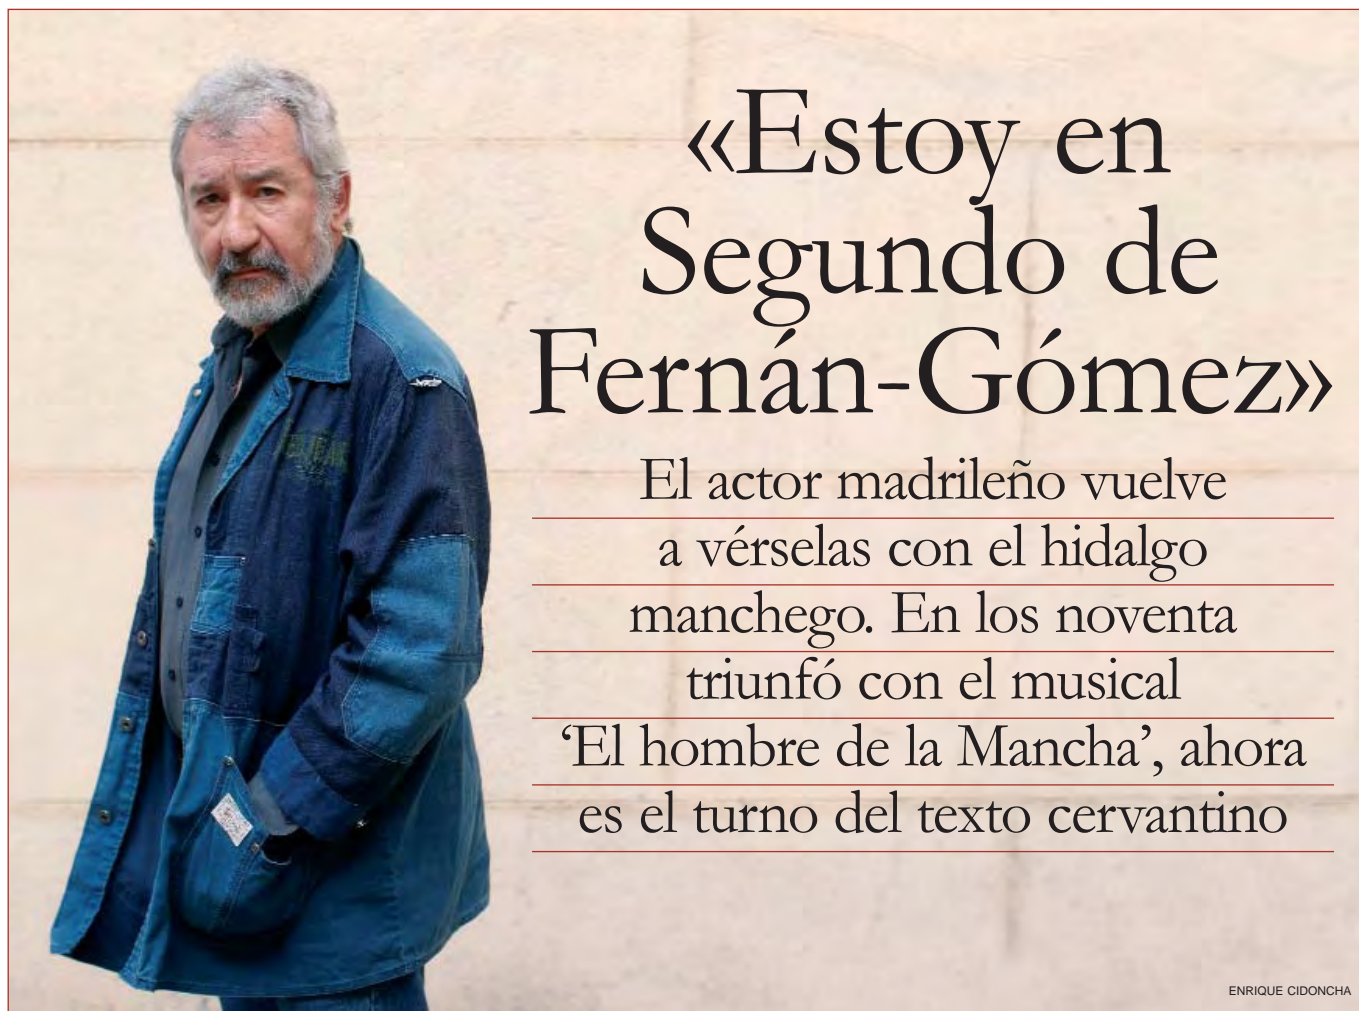 «Estoy en
Segundo de
Fernán-Gómez»
El actor madrileño vuelve
a vérselas con el hidalgo
manchego. En los noventa
triunfó con el musical
‘El hombre de la Mancha’, ahora
es el turno del texto cervantino
ENRIQUE CIDONCHA